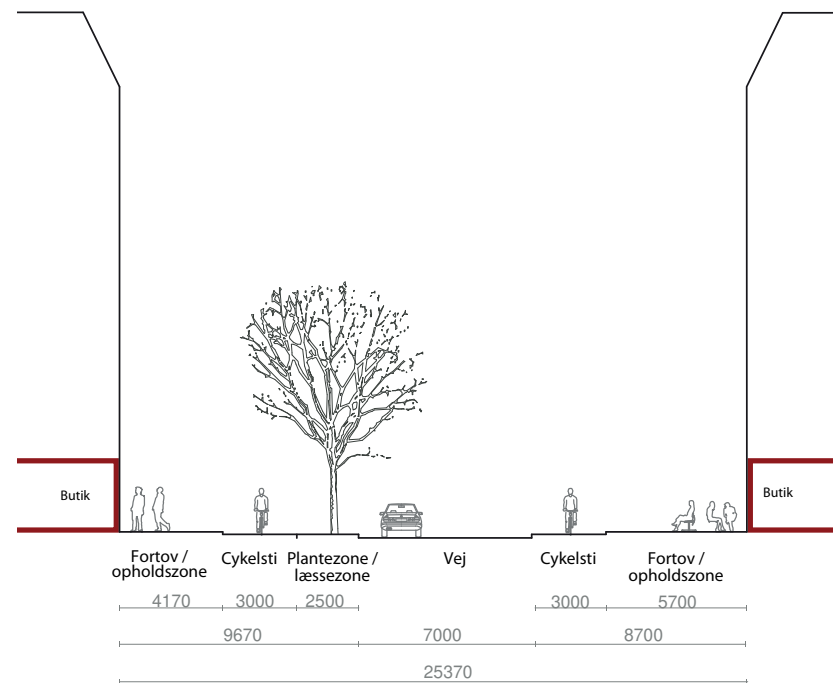 Butik
Butik
Fortov /
opholdszone
Cykelsti
Plantezone /
læssezone
Vej
Cykelsti
Fortov /
opholdszone
4170
3000
2500
3000
5700
9670
7000
8700
25370